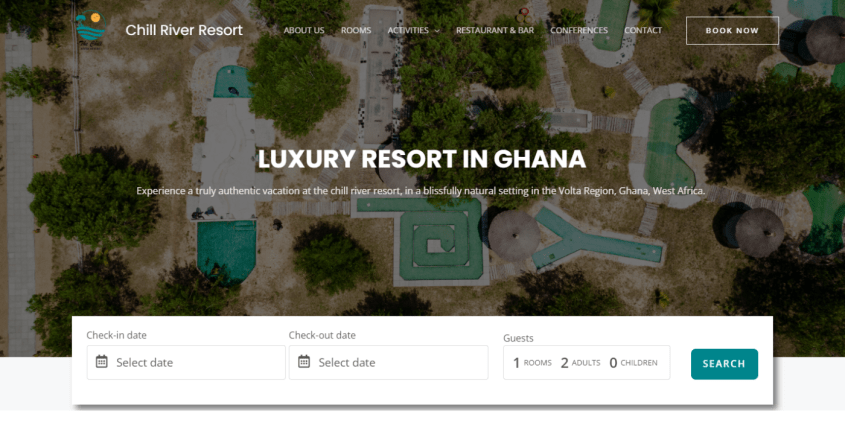 Chill River Resort
ABOUT US
ROOMS
ACTIVITIES
RESTAURANT & BAR
CONFERENCES
CONTACT
BOOK NOW
LUXURY RESORT IN GHANA
Experience a truly authentic vacation at the chill river resort, in a blissfully natural setting in the Volta Region, Ghana, West Africa.
Check-in date
Select date
Check-out date
Select date
Guests
1 ROOMS 2 ADULTS 0 CHILDREN
SEARCH